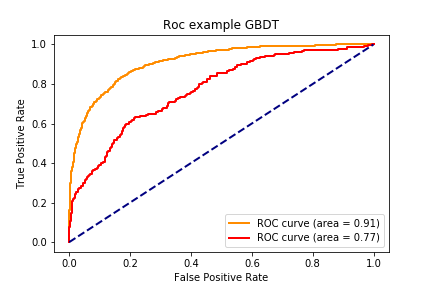 Roc example GBDT
True Positive Rate
1.0
0.8
0.6
0.4
0.2
0.0
ROC curve (area = 0.91)
ROC curve (area = 0.77)
0.0 0.2 0.4 0.6 0.8 1.0
False Positive Rate